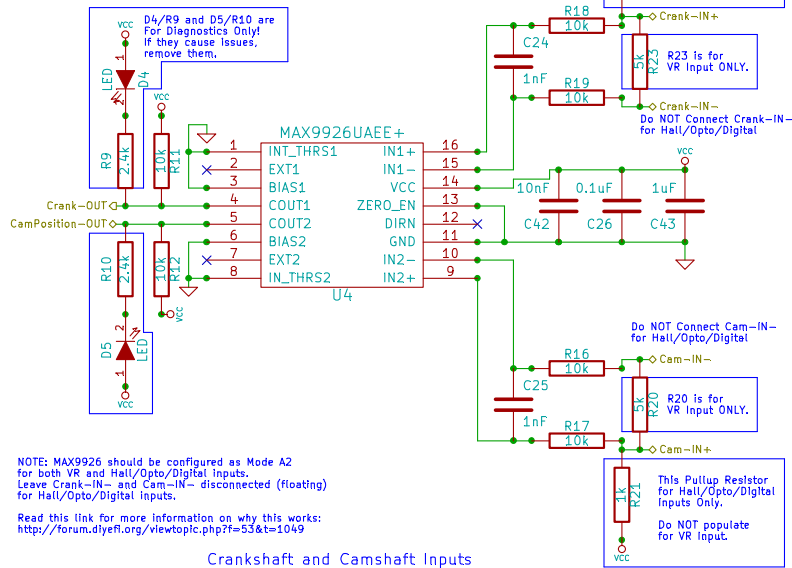 D4/R9 and D5/R10 are
For Diagnostics Only!
If they cause issues,
remove them.
VCC
1
LED
D4
2
VCC
R9
2.4k
10k
R11
Crank-OUT
CamPosition-OUT
R10
2.4k
10k
R12
VCC
2
D5
LED
1
VCC
MAX9926UAEE+
1 INT_THRS1
2 EXT1
3 BIAS1
4 COUT1
5 COUT2
6 BIAS2
7 EXT2
8 IN_THRS2
IN1+ 16
IN1- 15
VCC 14
ZERO_EN 13
DIRN 12
GND 11
IN2- 10
IN2+ 9
U4
R18
10k
Crank-IN+
C24
1nF
5k
R23
R23 is for
VR Input ONLY.
R19
10k
Crank-IN-
Do NOT Connect Crank-IN-
for Hall/Opto/Digital
VCC
10nF
0.1uF
1uF
C42
C26
C43
Do NOT Connect Cam-IN-
for Hall/Opto/Digital
R16
10k
Cam-IN-
C25
1nF
5k
R20
R20 is for
VR Input ONLY.
R17
10k
Cam-IN+
1k
R21
VCC
This Pullup Resistor
for Hall/Opto/Digital
Inputs Only.
Do NOT populate
for VR input.
NOTE: MAX9926 should be configured as Mode A2
for both VR and Hall/Opto/Digital inputs.
Leave Crank-IN- and Cam-IN- disconnected (floating)
for Hall/Opto/Digital inputs.
Read this link for more information on why this works:
http://forum.diyefi.org/viewtopic.php?f=53&t=1049
Crankshaft and Camshaft Inputs